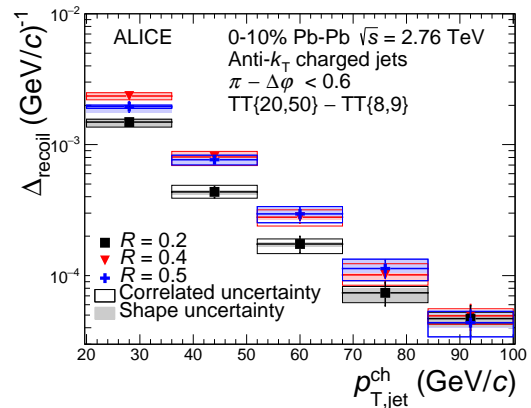 ALICE
0-10% Pb-Pb √s = 2.76 TeV
Anti-k_T charged jets
π − Δφ < 0.6
TT{20,50} − TT{8,9}
Δ_recoil (GeV/c)^-1
10^-2
10^-3
10^-4
R = 0.2
R = 0.4
R = 0.5
Correlated uncertainty
Shape uncertainty
20 30 40 50 60 70 80 90 100
p^ch_T,jet (GeV/c)